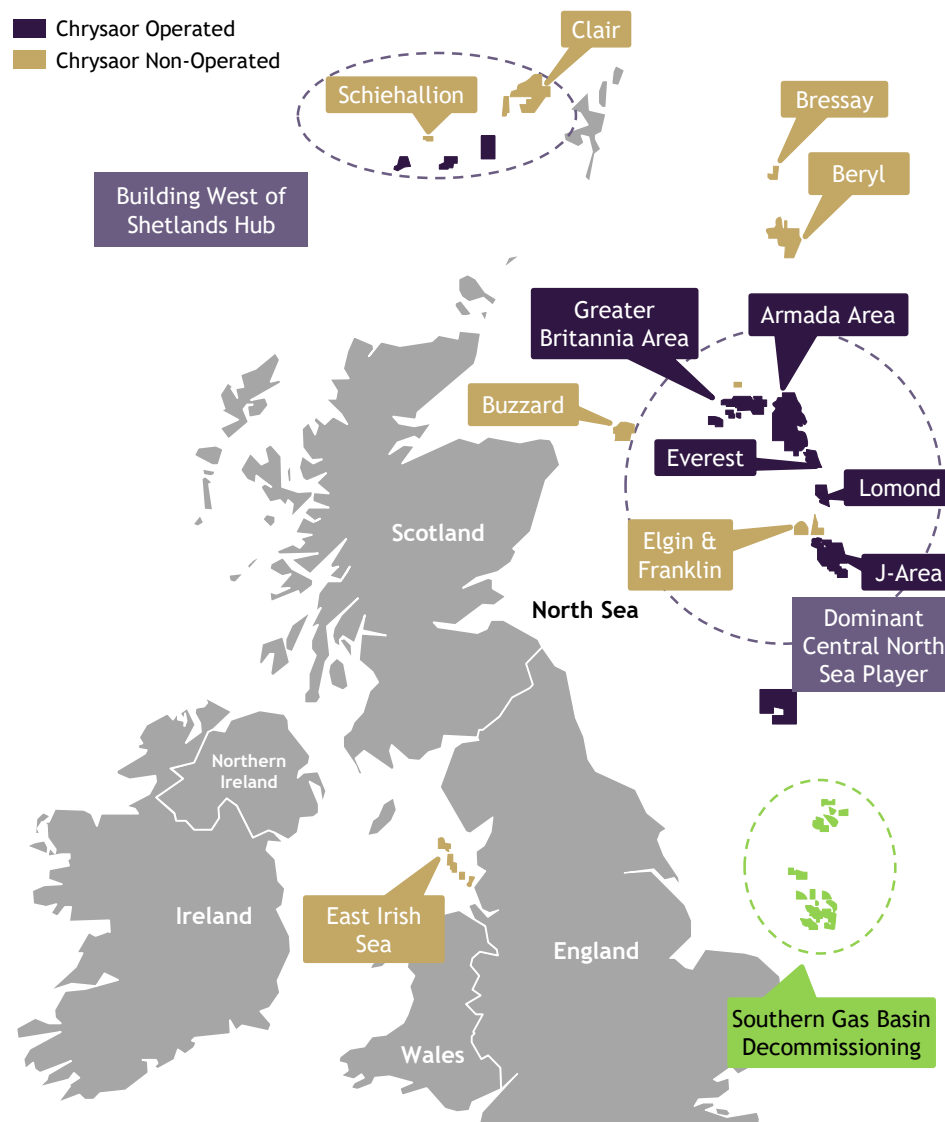 Chrysaor Operated
Chrysaor Non-Operated
Clair
Schiehallion
Bressay
Beryl
Building West of
Shetlands Hub
Greater
Britannia Area
Armada Area
Buzzard
Everest
Lomond
Scotland
Elgin &
Franklin
J-Area
North Sea
Dominant
Central North
Sea Player
Northern
Ireland
Ireland
East Irish
Sea
England
Wales
Southern Gas Basin
Decommissioning